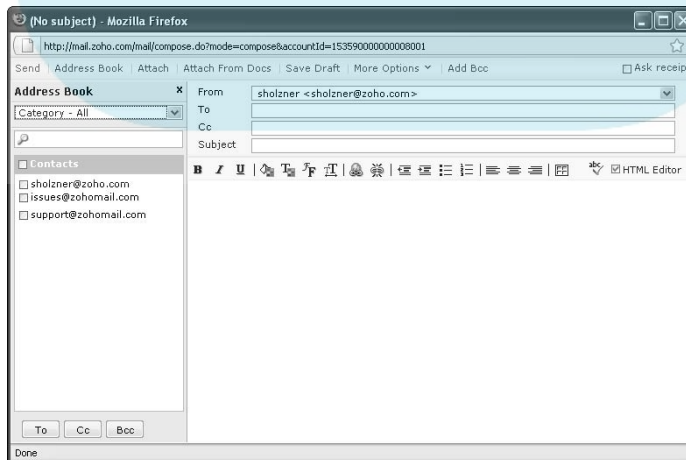 (No subject) - Mozilla Firefox
http://mail.zoho.com/mail/compose.do?mode=compose&accountId=153590000000008001
Send | Address Book | Attach | Attach From Docs | Save Draft | More Options | Add Bcc Ask receip
Address Book x
Category - All
Contacts
sholzner@zoho.com
issues@zohomail.com
support@zohomail.com
To Cc Bcc
From sholzner <sholzner@zoho.com>
To
Cc
Subject
B I U abc HTML Editor
Done